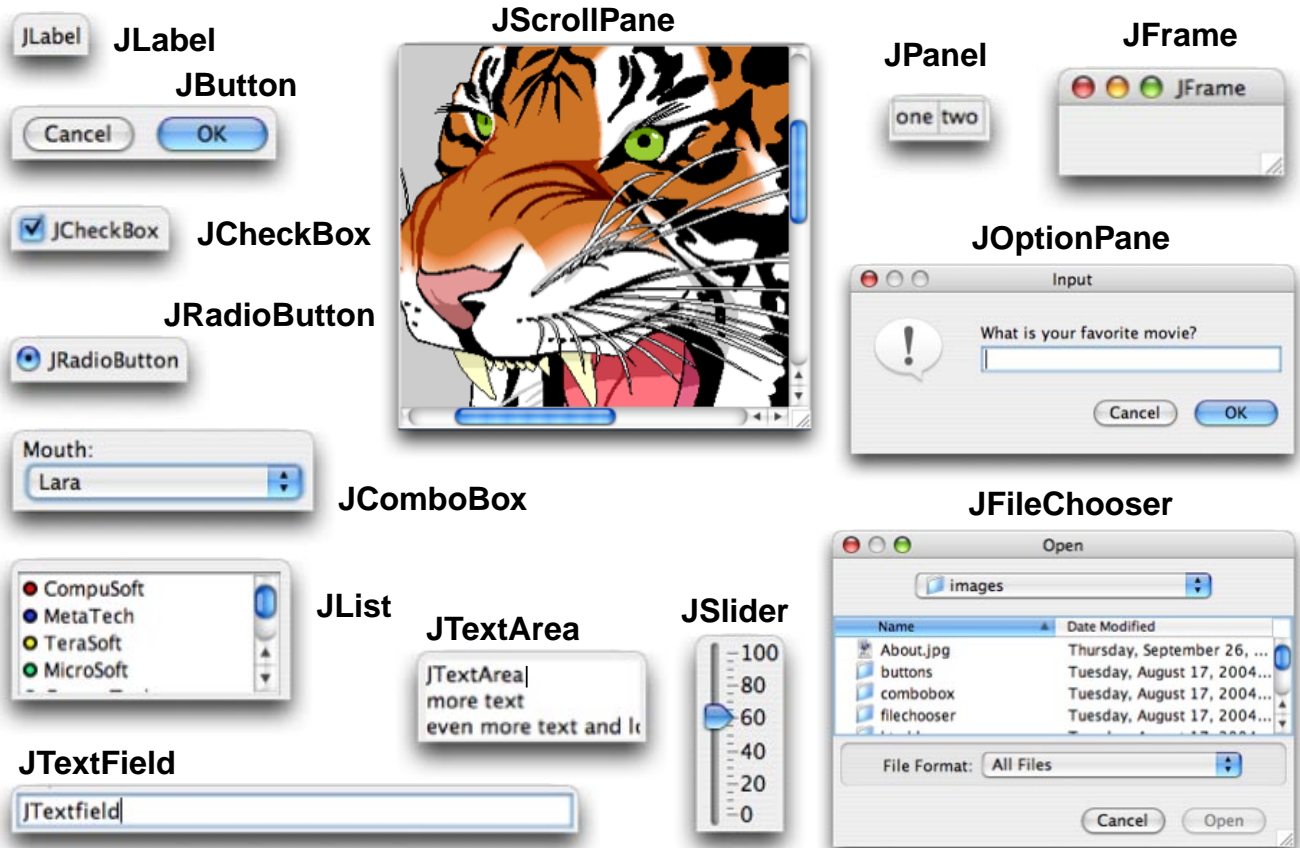 JLabel
JLabel
JButton
Cancel OK
JCheckBox
JCheckBox
JRadioButton
JRadioButton
Mouth:
Lara
JComboBox
CompuSoft
MetaTech
TeraSoft
MicroSoft
JList
JTextField
JTextfield
JScrollPane
JTextArea
JTextArea
more text
even more text and
JSlider
100
80
60
40
20
0
JPanel
one two
JFrame
JFrame
JOptionPane
Input
!
What is your favorite movie?
Cancel OK
JFileChooser
Open
images
Name Date Modified
About.jpg Thursday, September 26, ...
buttons Tuesday, August 17, 2004...
combobox Tuesday, August 17, 2004...
filechooser Tuesday, August 17, 2004...
File Format: All Files
Cancel Open